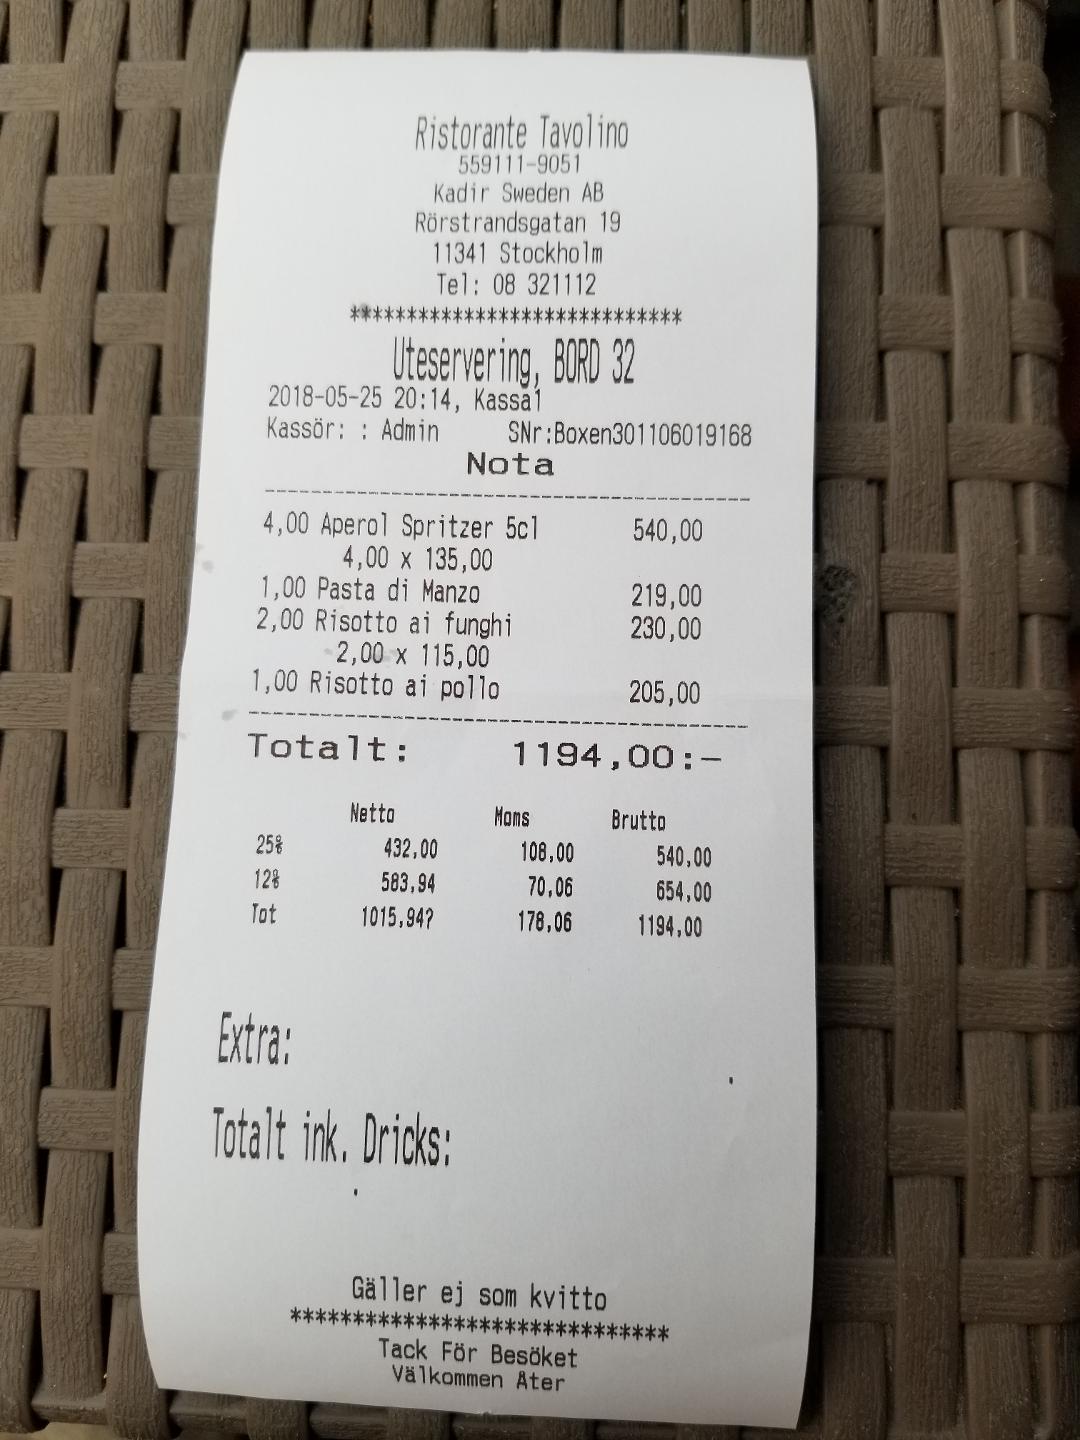 Ristorante Tavolino
559111-9051
Kadir Sweden AB
Rörstrandsgatan 19
11341 Stockholm
Tel: 08 321112
*****************************
Uteservering, BORD 32
2018-05-25 20:14, Kassa1
Kassör: : Admin SNr:Boxen301106019168
Nota
------------------------------------------------
4,00 Aperol Spritzer 5cl 540,00
4,00 x 135,00
1,00 Pasta di Manzo 219,00
2,00 Risotto ai funghi 230,00
2,00 x 115,00
1,00 Risotto ai pollo 205,00
------------------------------------------------
Totalt: 1194,00:-
Netto Moms Brutto
25% 432,00 108,00 540,00
12% 583,94 70,06 654,00
Tot 1015,94? 178,06 1194,00
Extra:
Totalt ink. Dricks:
Gäller ej som kvitto
*********************************
Tack För Besöket
Välkommen Åter